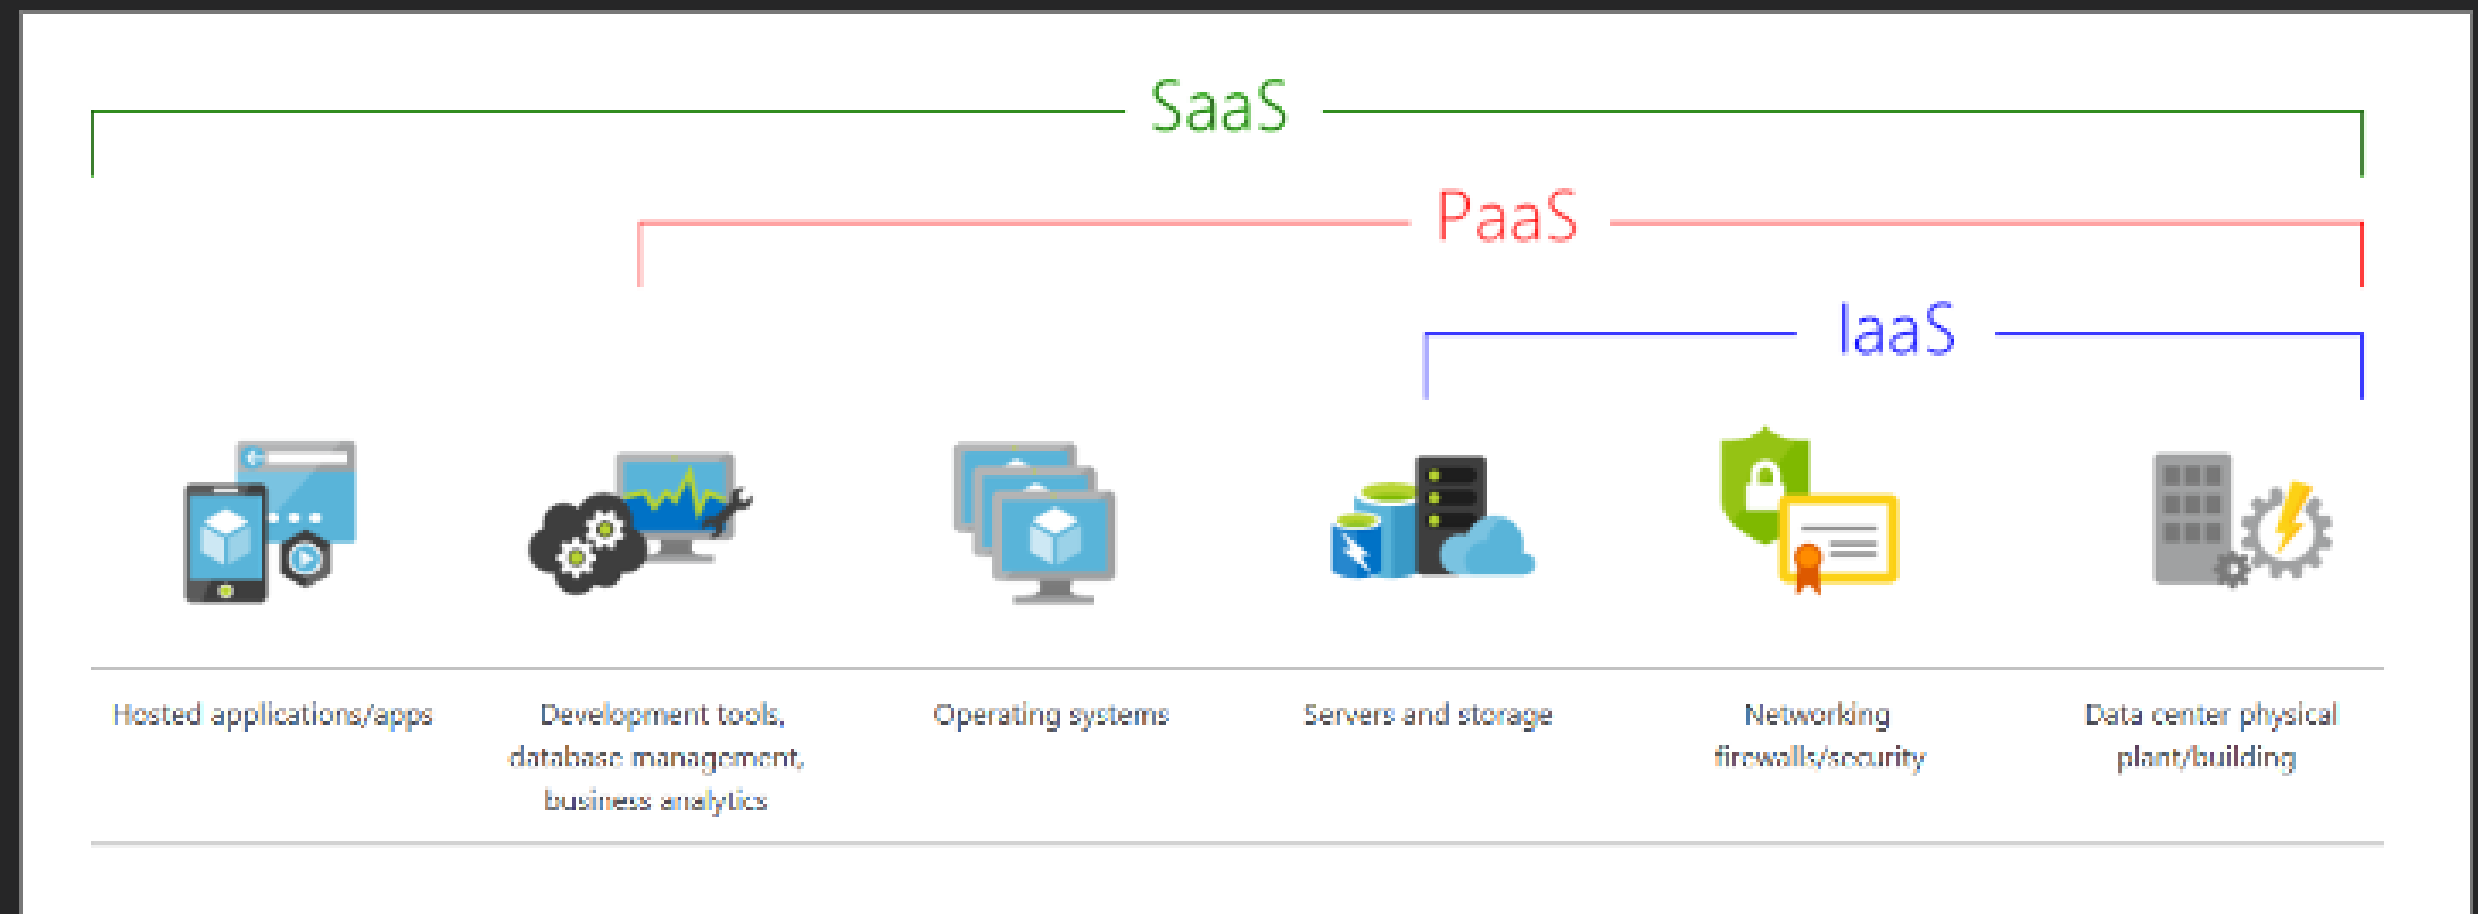 SaaS
PaaS
IaaS
Hosted applications/apps
Development tools,
database management,
business analytics
Operating systems
Servers and storage
Networking
firewalls/security
Data center physical
plant/building